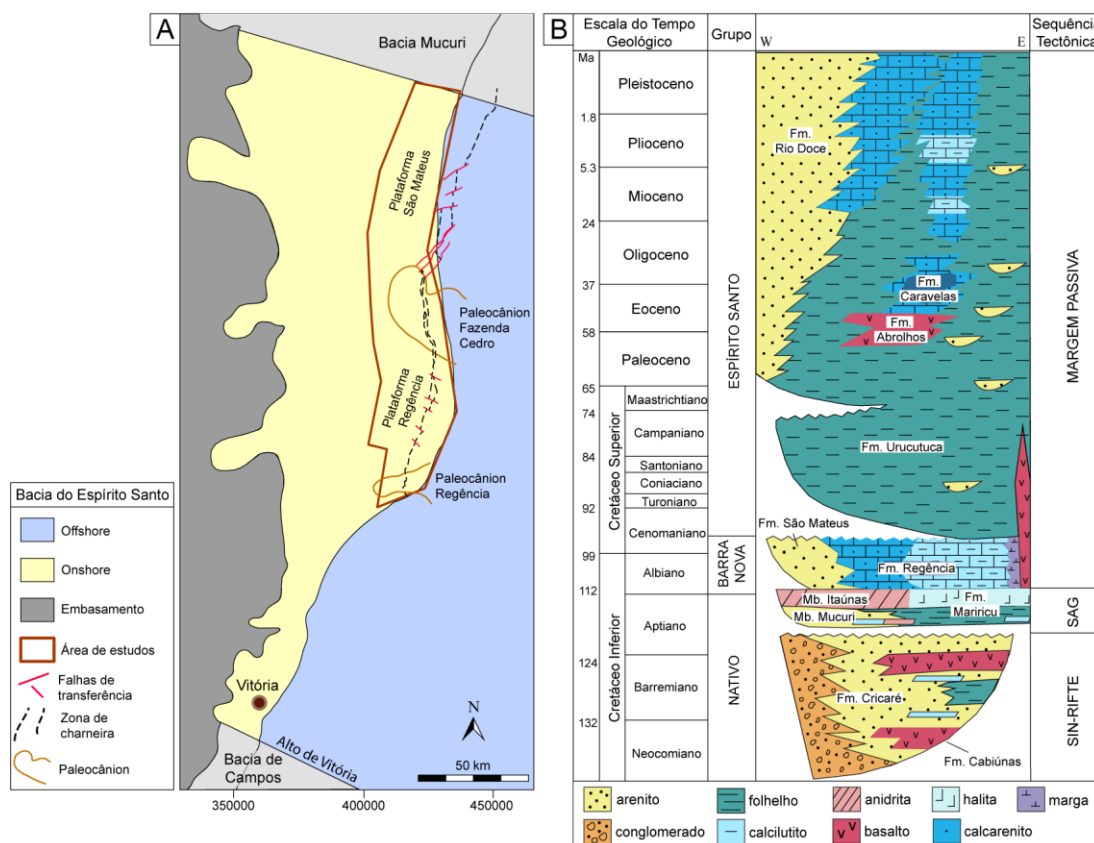 A
Bacia Mucuri
Plataforma
São Mateus
Paleocânion
Fazenda
Cedro
Plataforma
Regência
Paleocânion
Regência
Vitória
Alto de Vitória
Bacia de
Campos
N
50 km
350000
400000
450000
Bacia do Espírito Santo
Offshore
Onshore
Embasamento
Área de estudos
Falhas de
transferência
Zona de
charneira
Paleocânion
B
Escala do Tempo
Geológico
Grupo
W
E
Sequência
Tectônica
Ma
Pleistoceno
1.8
Plioceno
5.3
Mioceno
24
Oligoceno
37
Eoceno
58
Paleoceno
65
Maastrichtiano
74
Campaniano
84
Santoniano
Coniaciano
Turoniano
92
Cenomaniano
99
Albiano
112
Aptiano
124
Barremiano
132
Neocomiano
Cretáceo Superior
Cretáceo Inferior
ESPÍRITO SANTO
BARRA
NOVA
NATIVO
Fm.
Rio Doce
Fm.
Caravelas
Fm.
Abrolhos
Fm. Urucutuca
Fm. São Mateus
Fm. Regência
Mb. Itaúnas
Fm.
Mariricu
Mb. Mucuri
Fm. Cricaré
Fm. Cabiúnas
MARGEM PASSIVA
SAG
SIN-RIFTE
arenito
folhelho
anidrita
halita
marga
conglomerado
calcilutito
basalto
calcarenito